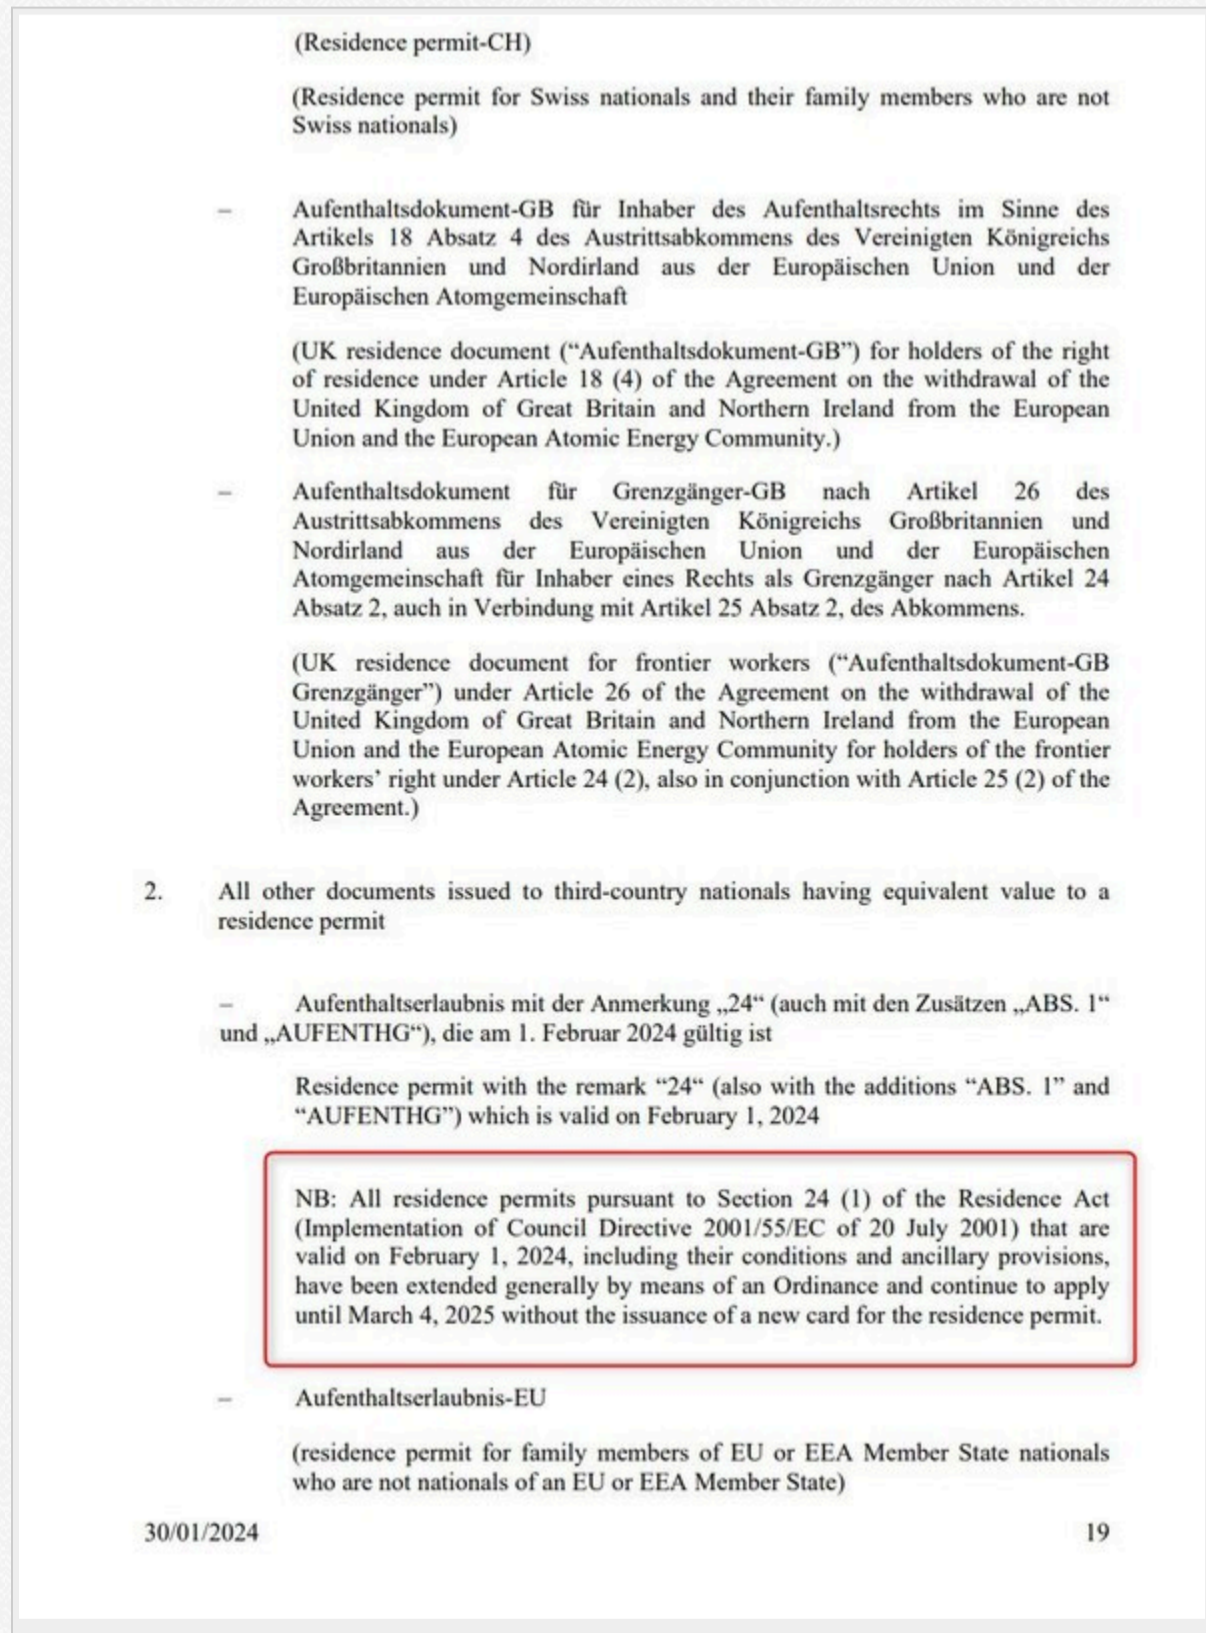 (Residence permit-CH)
(Residence permit for Swiss nationals and their family members who are not
Swiss nationals)
– Aufenthaltsdokument-GB für Inhaber des Aufenthaltsrechts im Sinne des
Artikels 18 Absatz 4 des Austrittsabkommens des Vereinigten Königreichs
Großbritannien und Nordirland aus der Europäischen Union und der
Europäischen Atomgemeinschaft
(UK residence document (“Aufenthaltsdokument-GB”) for holders of the right
of residence under Article 18 (4) of the Agreement on the withdrawal of the
United Kingdom of Great Britain and Northern Ireland from the European
Union and the European Atomic Energy Community.)
– Aufenthaltsdokument für Grenzgänger-GB nach Artikel 26 des
Austrittsabkommens des Vereinigten Königreichs Großbritannien und
Nordirland aus der Europäischen Union und der Europäischen
Atomgemeinschaft für Inhaber eines Rechts als Grenzgänger nach Artikel 24
Absatz 2, auch in Verbindung mit Artikel 25 Absatz 2, des Abkommens.
(UK residence document for frontier workers (“Aufenthaltsdokument-GB
Grenzgänger”) under Article 26 of the Agreement on the withdrawal of the
United Kingdom of Great Britain and Northern Ireland from the European
Union and the European Atomic Energy Community for holders of the frontier
workers’ right under Article 24 (2), also in conjunction with Article 25 (2) of the
Agreement.)
2. All other documents issued to third-country nationals having equivalent value to a
residence permit
– Aufenthaltserlaubnis mit der Anmerkung „24“ (auch mit den Zusätzen „ABS. 1“
und „AUFENTHG“), die am 1. Februar 2024 gültig ist
Residence permit with the remark “24“ (also with the additions “ABS. 1” and
“AUFENTHG”) which is valid on February 1, 2024
NB: All residence permits pursuant to Section 24 (1) of the Residence Act
(Implementation of Council Directive 2001/55/EC of 20 July 2001) that are
valid on February 1, 2024, including their conditions and ancillary provisions,
have been extended generally by means of an Ordinance and continue to apply
until March 4, 2025 without the issuance of a new card for the residence permit.
– Aufenthaltserlaubnis-EU
(residence permit for family members of EU or EEA Member State nationals
who are not nationals of an EU or EEA Member State)
30/01/2024 19